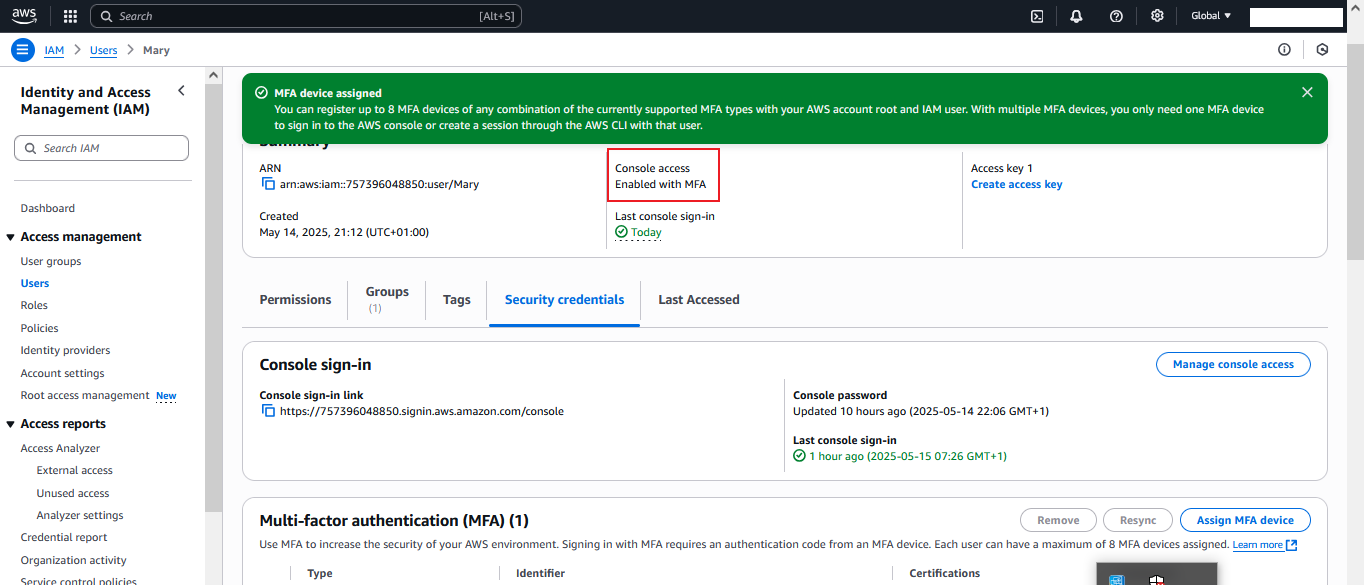 aws
Search [Alt+S]
Global
IAM > Users > Mary
Identity and Access
Management (IAM)
Search IAM
Dashboard
Access management
User groups
Users
Roles
Policies
Identity providers
Account settings
Root access management New
Access reports
Access Analyzer
External access
Unused access
Analyzer settings
Credential report
Organization activity
Service control policies
MFA device assigned
You can register up to 8 MFA devices of any combination of the currently supported MFA types with your AWS account root and IAM user. With multiple MFA devices, you only need one MFA device
to sign in to the AWS console or create a session through the AWS CLI with that user.
Summary
ARN
arn:aws:iam::757396048850:user/Mary
Created
May 14, 2025, 21:12 (UTC+01:00)
Console access
Enabled with MFA
Last console sign-in
Today
Access key 1
Create access key
Permissions
Groups
(1)
Tags
Security credentials
Last Accessed
Console sign-in
Manage console access
Console sign-in link
https://757396048850.signin.aws.amazon.com/console
Console password
Updated 10 hours ago (2025-05-14 22:06 GMT+1)
Last console sign-in
1 hour ago (2025-05-15 07:26 GMT+1)
Multi-factor authentication (MFA) (1)
Remove
Resync
Assign MFA device
Use MFA to increase the security of your AWS environment. Signing in with MFA requires an authentication code from an MFA device. Each user can have a maximum of 8 MFA devices assigned. Learn more
Type
Identifier
Certifications